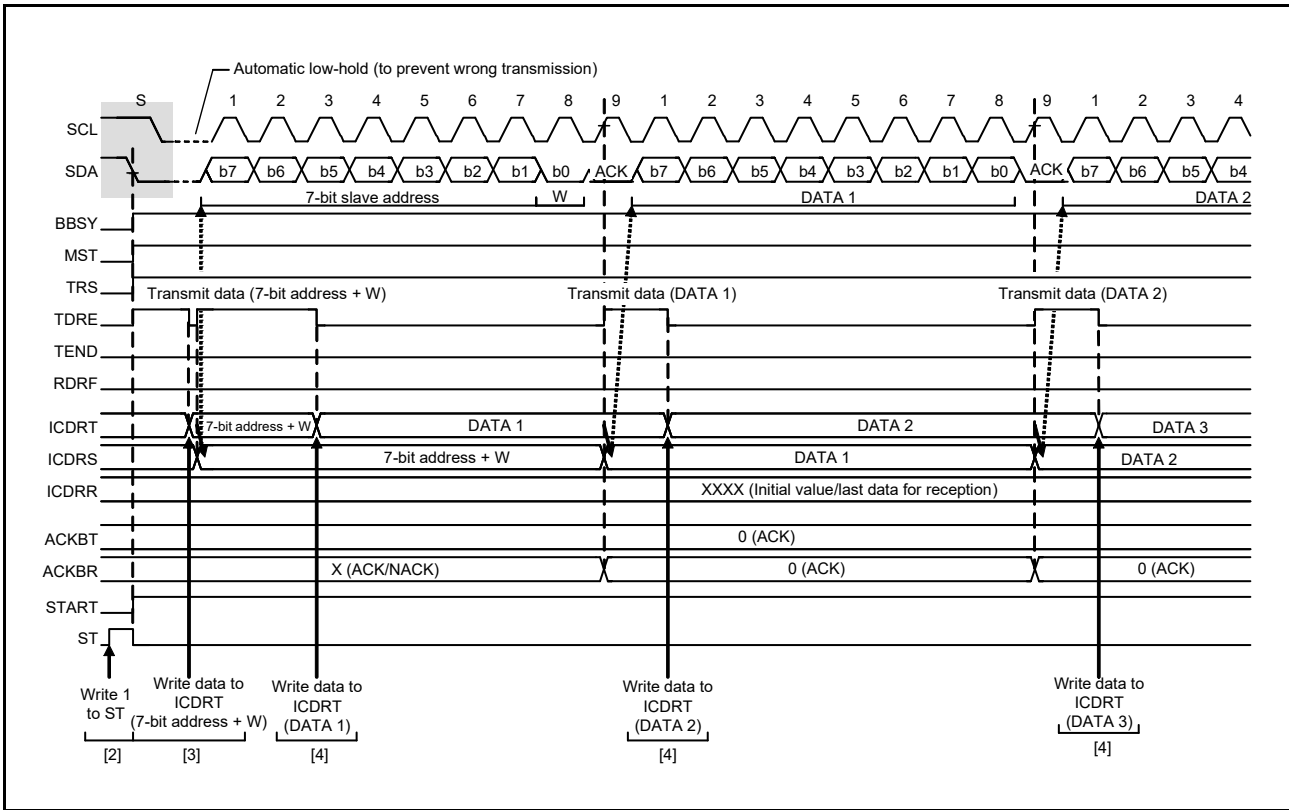 Automatic low-hold (to prevent wrong transmission)
S 1 2 3 4 5 6 7 8 9 1 2 3 4 5 6 7 8 9 1 2 3 4
SCL
SDA b7 b6 b5 b4 b3 b2 b1 b0 ACK b7 b6 b5 b4 b3 b2 b1 b0 ACK b7 b6 b5 b4
7-bit slave address W DATA 1 DATA 2
BBSY
MST
TRS
Transmit data (7-bit address + W) Transmit data (DATA 1) Transmit data (DATA 2)
TDRE
TEND
RDRF
ICDRT 7-bit address + W DATA 1 DATA 2 DATA 3
ICDRS 7-bit address + W DATA 1 DATA 2
ICDRR XXXX (Initial value/last data for reception)
ACKBT 0 (ACK)
ACKBR X (ACK/NACK) 0 (ACK) 0 (ACK)
START
ST
Write 1
to ST
[2]
Write data to
ICDRT
(7-bit address + W)
[3]
Write data to
ICDRT
(DATA 1)
[4]
Write data to
ICDRT
(DATA 2)
[4]
Write data to
ICDRT
(DATA 3)
[4]